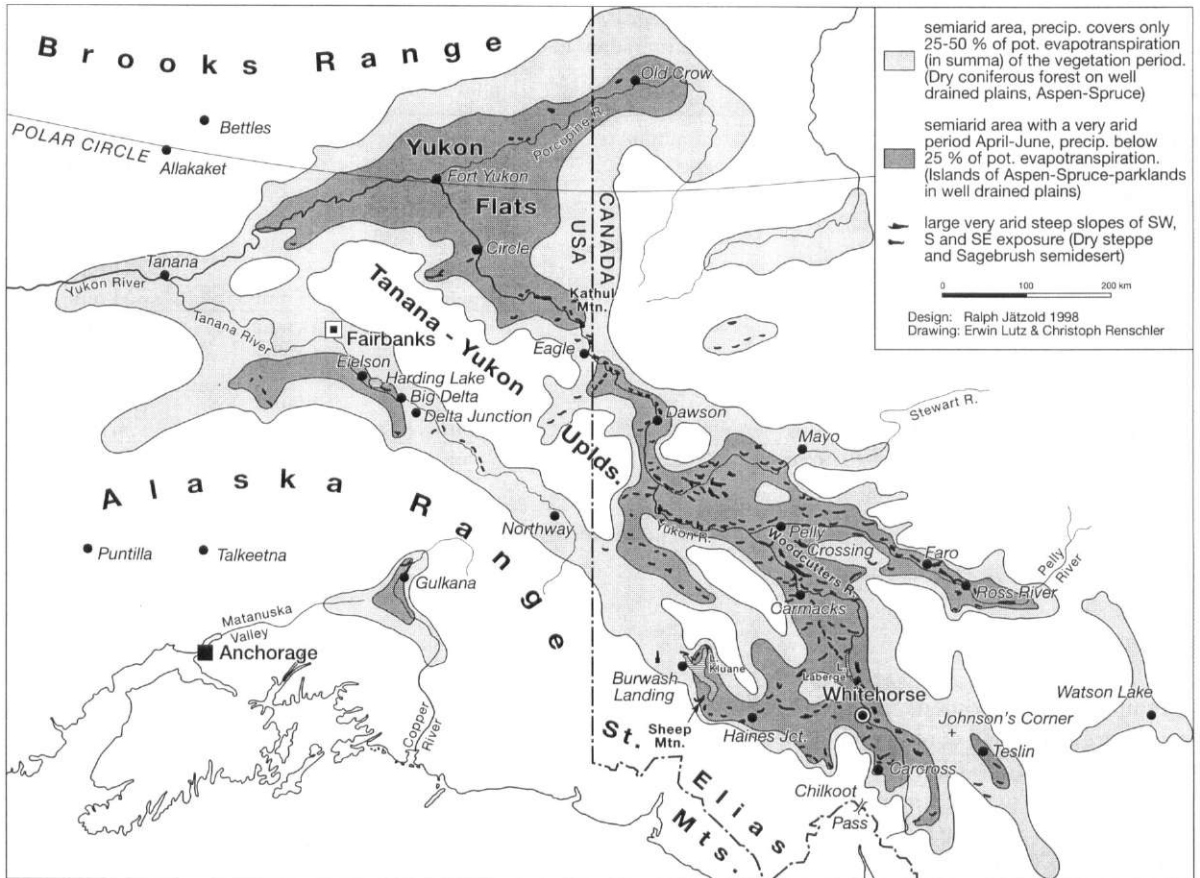 Brooks Range
Bettles
POLAR CIRCLE
Allakaket
Old Crow
Porcupine R.
Yukon
Fort Yukon
Flats
Circle
CANADA
USA
Kathul
Mtn.
Tanana
Yukon River
Tanana River
Fairbanks
Tanana - Yukon
Uplds.
Eagle
Eielson
Harding Lake
Big Delta
Delta Junction
Dawson
Stewart R.
Mayo
Alaska Range
Northway
Yukon R.
Pelly
Crossing
Woodcutters R.
Faro
Pelly
River
Ross River
Puntilla
Talkeetna
Gulkana
Carmacks
Matanuska
Valley
Anchorage
Copper
River
Burwash
Landing
L.
Kluane
L.
Laberge
Whitehorse
Watson Lake
Johnson's Corner
Sheep
Mtn.
Haines Jct.
Teslin
Carcross
St. Elias
Mts.
Chilkoot
Pass
semiarid area, precip. covers only
25-50 % of pot. evapotranspiration
(in summa) of the vegetation period.
(Dry coniferous forest on well
drained plains, Aspen-Spruce)
semiarid area with a very arid
period April-June, precip. below
25 % of pot. evapotranspiration.
(Islands of Aspen-Spruce-parklands
in well drained plains)
large very arid steep slopes of SW,
S and SE exposure (Dry steppe
and Sagebrush semidesert)
0 100 200 km
Design: Ralph Jätzold 1998
Drawing: Erwin Lutz & Christoph Renschler